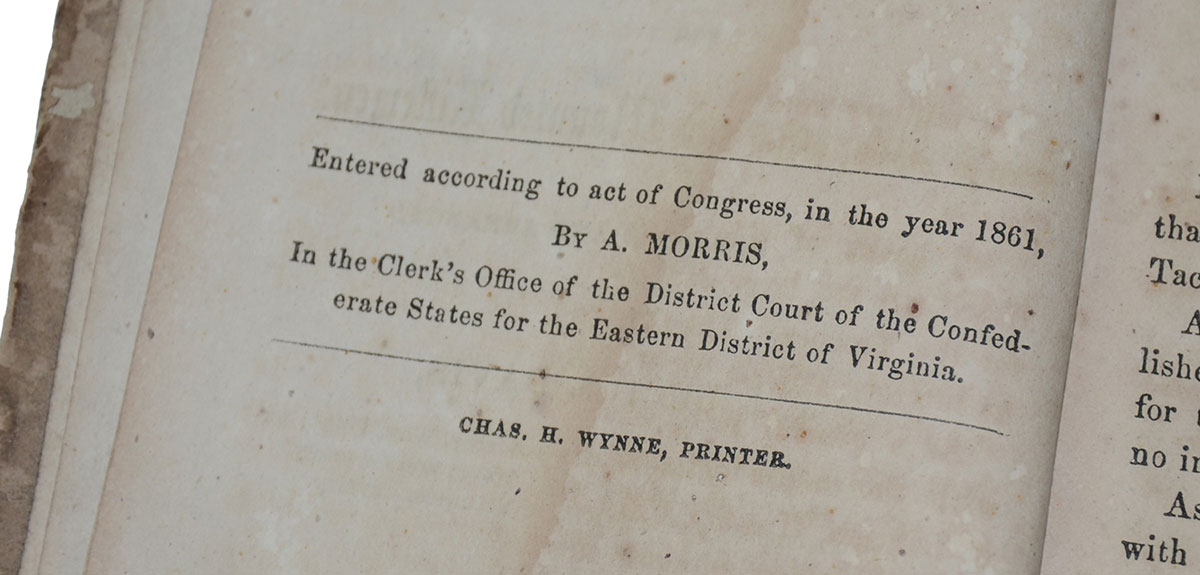 Entered according to act of Congress, in the year 1861,
By A. MORRIS,
In the Clerk's Office of the District Court of the Confed-
erate States for the Eastern District of Virginia.
CHAS. H. WYNNE, PRINTER.
tha
Tac
A
lishe
for
no in
As
with